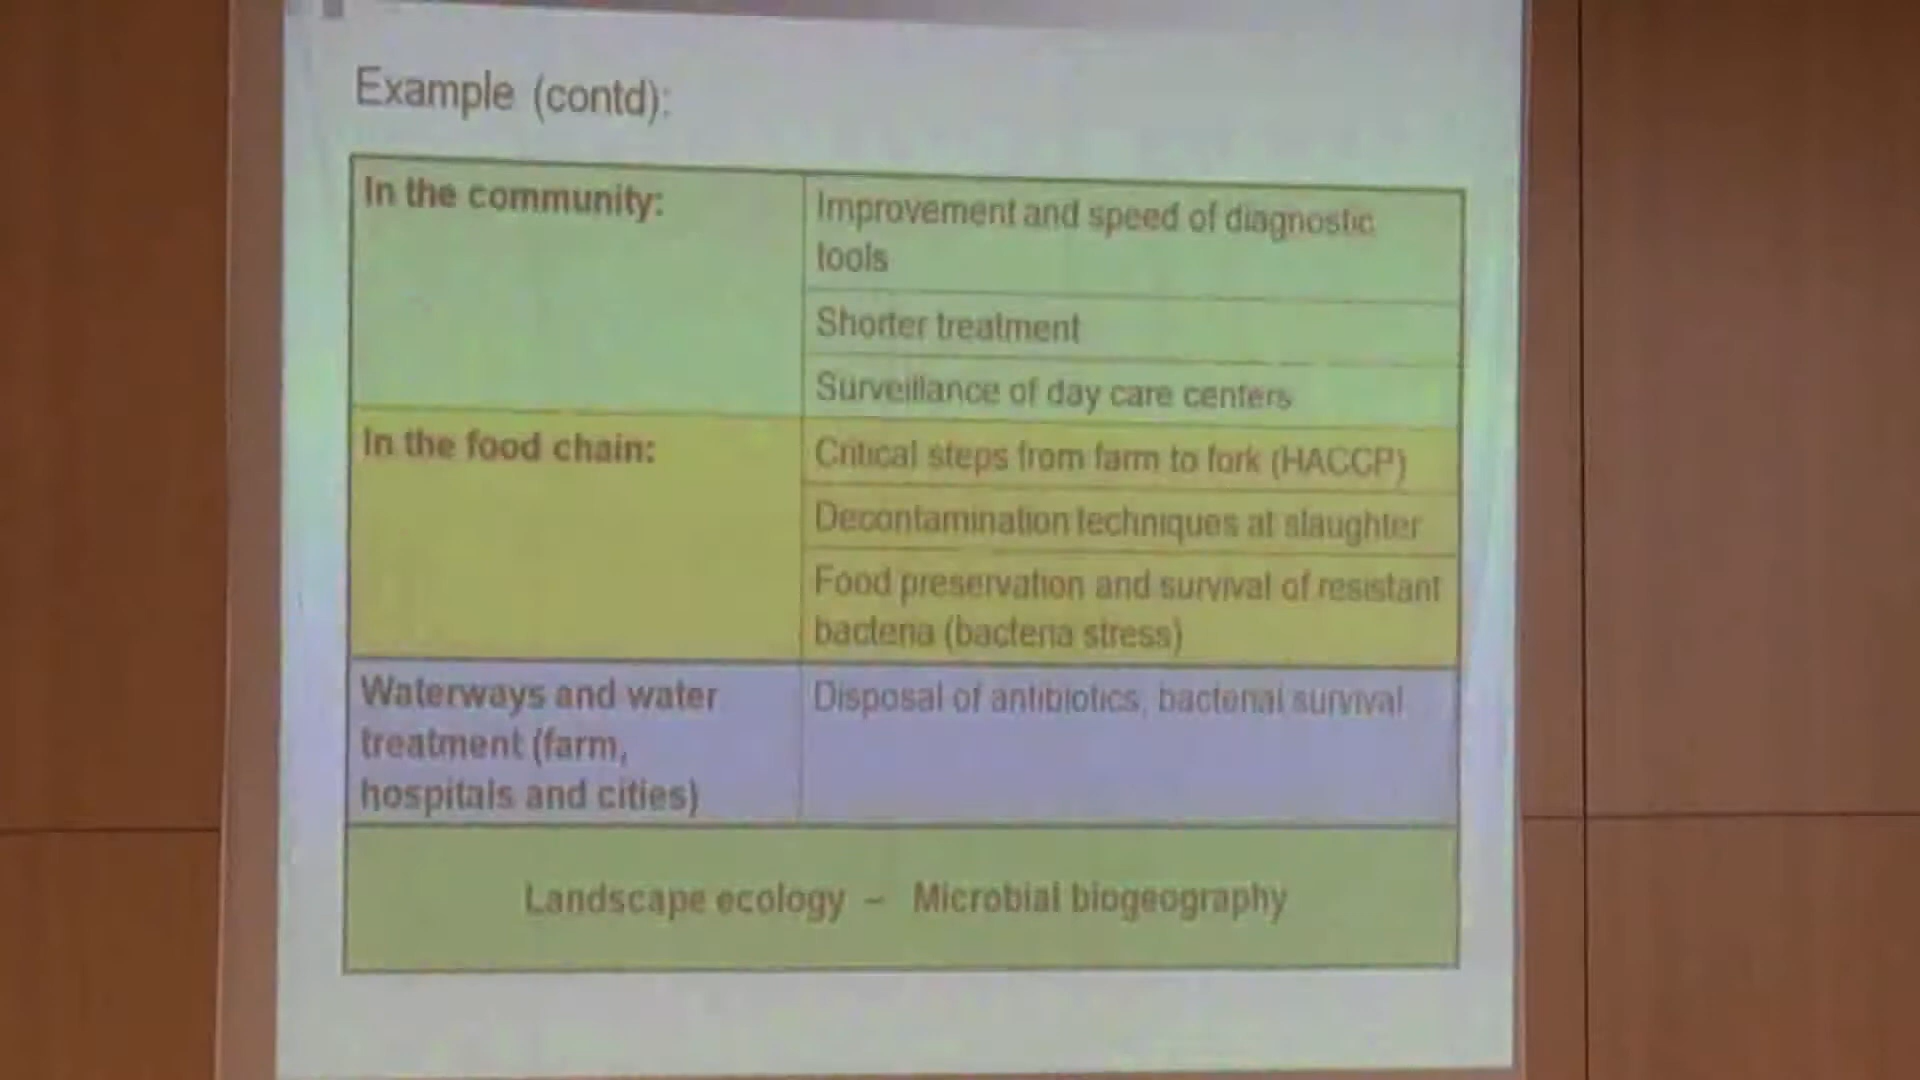 Example (contd):
In the community:
Improvement and speed of diagnostic
tools
Shorter treatment
Surveillance of day care centers
In the food chain:
Critical steps from farm to fork (HACCP)
Decontamination techniques at slaughter
Food preservation and survival of resistant
bacteria (bacteria stress)
Waterways and water
treatment (farm,
hospitals and cities)
Disposal of antibiotics, bacterial survival
Landscape ecology – Microbial biogeography